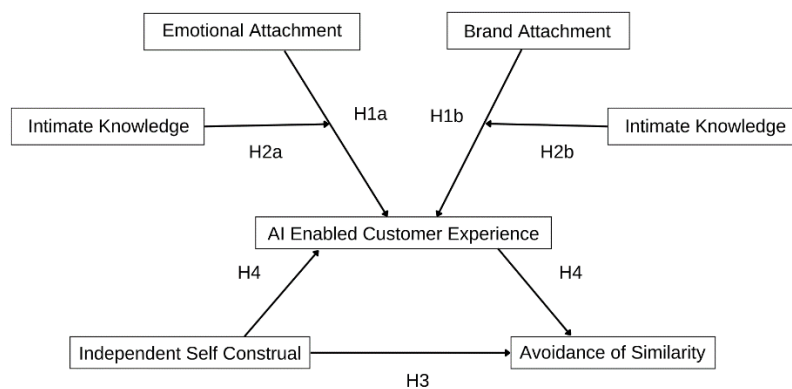 Emotional Attachment
Brand Attachment
H1a
H1b
Intimate Knowledge
Intimate Knowledge
H2a
H2b
AI Enabled Customer Experience
H4
H4
Independent Self Construal
Avoidance of Similarity
H3